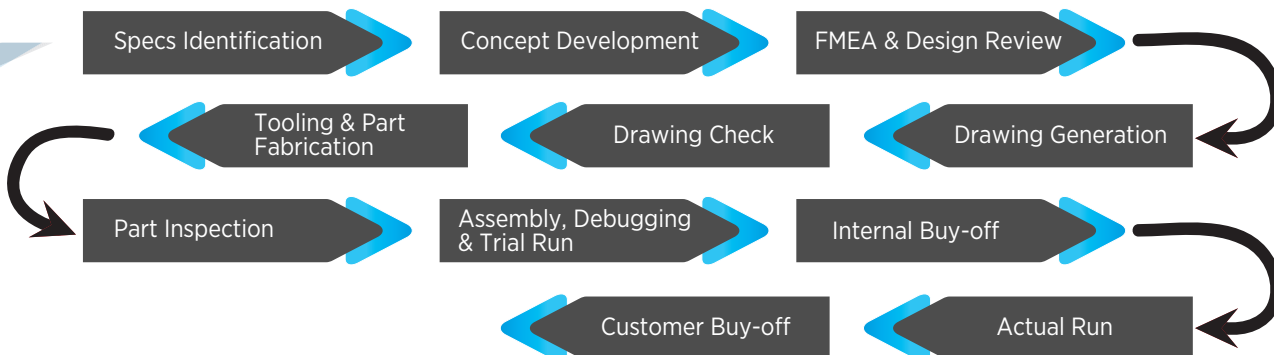 Specs Identification
Concept Development
FMEA & Design Review
Drawing Generation
Drawing Check
Tooling & Part
Fabrication
Part Inspection
Assembly, Debugging
& Trial Run
Internal Buy-off
Actual Run
Customer Buy-off